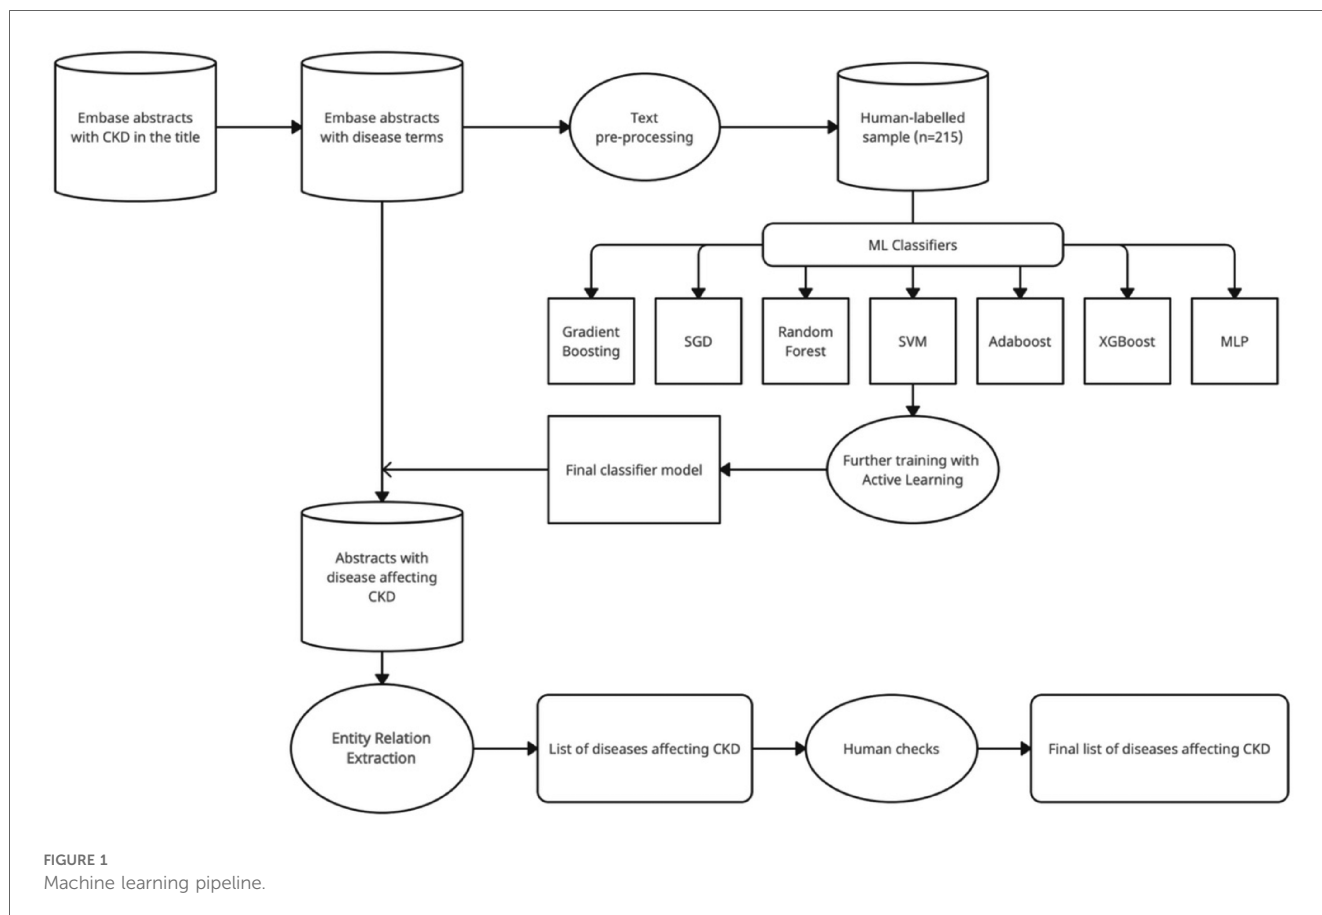 Embase abstracts
with CKD in the title
Embase abstracts
with disease terms
Text
pre-processing
Human-labelled
sample (n=215)
ML Classifiers
Gradient
Boosting
SGD
Random
Forest
SVM
Adaboost
XGBoost
MLP
Final classifier model
Further training with
Active Learning
Abstracts with
disease affecting
CKD
Entity Relation
Extraction
List of diseases affecting CKD
Human checks
Final list of diseases affecting CKD
FIGURE 1
Machine learning pipeline.